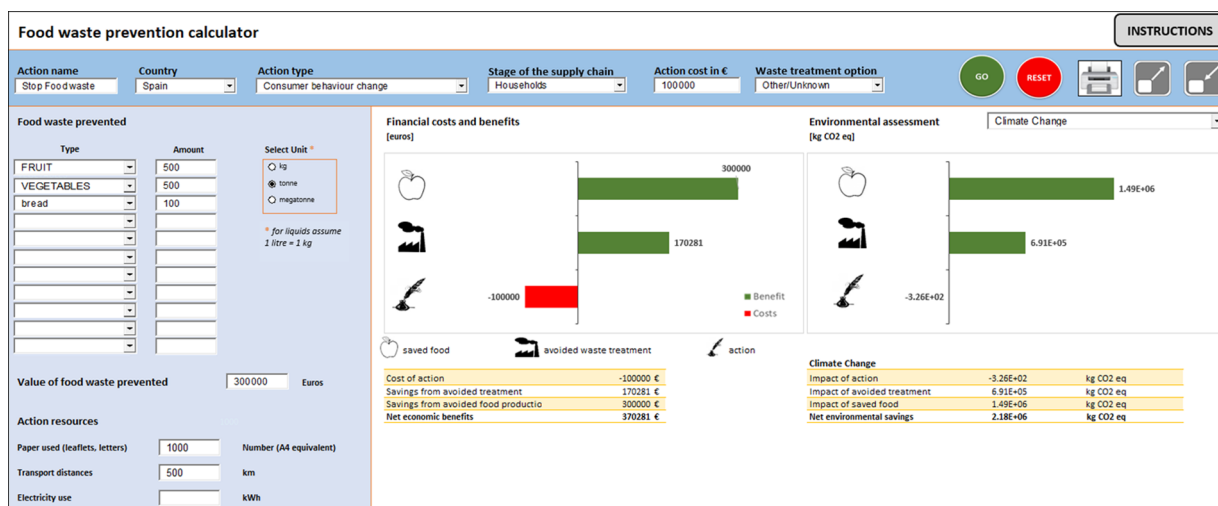 Food waste prevention calculator
INSTRUCTIONS
Action name Country Action type Stage of the supply chain Action cost in € Waste treatment option
Stop Foodwaste Spain Consumer behaviour change Households 100000 Other/Unknown
GO RESET
Food waste prevented
Type Amount Select Unit *
FRUIT 500 kg
VEGETABLES 500 tonne
bread 100 megatonne
* for liquids assume
1 litre = 1 kg
Value of food waste prevented 300000 Euros
Action resources
Paper used (leaflets, letters) 1000 Number (A4 equivalent)
Transport distances 500 km
Electricity use kWh
Financial costs and benefits
[euros]
300000
170281
-100000
Benefit
Costs
saved food avoided waste treatment action
Cost of action -100000 €
Savings from avoided treatment 170281 €
Savings from avoided food productio 300000 €
Net economic benefits 370281 €
Environmental assessment Climate Change
[kg CO2 eq]
1.49E+06
6.91E+05
-3.26E+02
Climate Change
Impact of action -3.26E+02 kg CO2 eq
Impact of avoided treatment 6.91E+05 kg CO2 eq
Impact of saved food 1.49E+06 kg CO2 eq
Net environmental savings 2.18E+06 kg CO2 eq